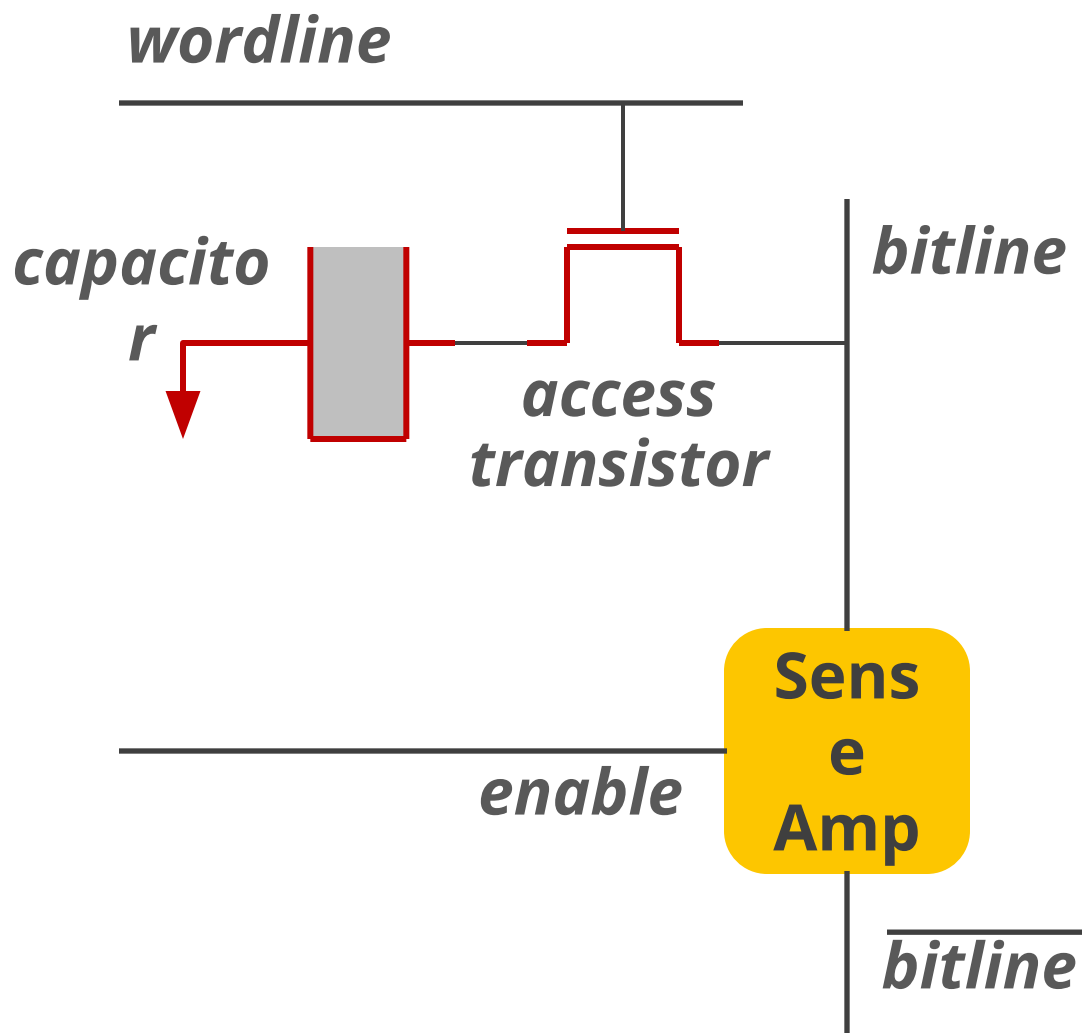 wordline
bitline
capacito
r
access
transistor
Sens
e
Amp
enable
bitline